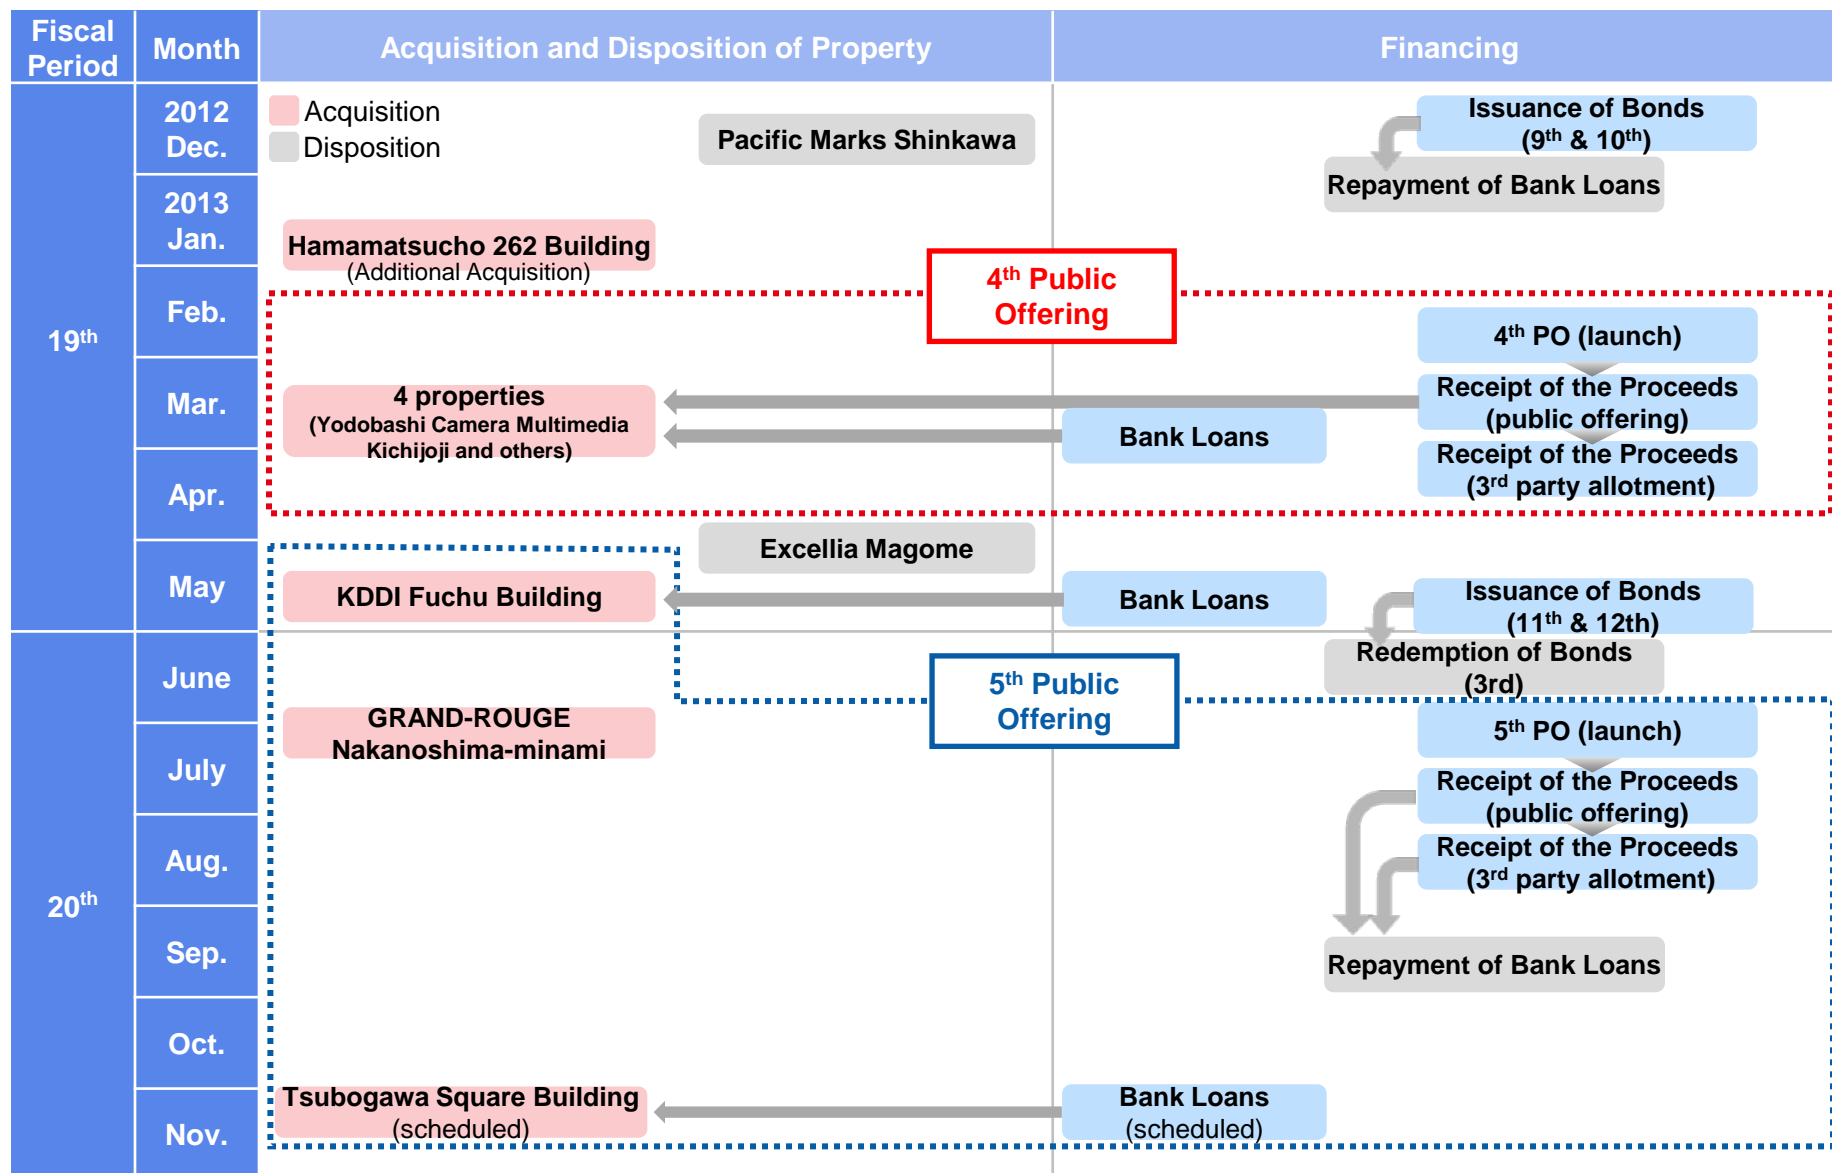 Fiscal
Period
Month
Acquisition and Disposition of Property
Financing
19th
2012
Dec.
Acquisition
Disposition
Pacific Marks Shinkawa
Issuance of Bonds
(9th & 10th)
Repayment of Bank Loans
2013
Jan.
Hamamatsucho 262 Building
(Additional Acquisition)
4th Public
Offering
Feb.
4th PO (launch)
Mar.
4 properties
(Yodobashi Camera Multimedia
Kichijoji and others)
Bank Loans
Receipt of the Proceeds
(public offering)
Receipt of the Proceeds
(3rd party allotment)
Apr.
Excellia Magome
May
KDDI Fuchu Building
Bank Loans
Issuance of Bonds
(11th & 12th)
20th
June
Redemption of Bonds
(3rd)
5th Public
Offering
GRAND-ROUGE
Nakanoshima-minami
5th PO (launch)
July
Receipt of the Proceeds
(public offering)
Aug.
Receipt of the Proceeds
(3rd party allotment)
Sep.
Repayment of Bank Loans
Oct.
Nov.
Tsubogawa Square Building
(scheduled)
Bank Loans
(scheduled)